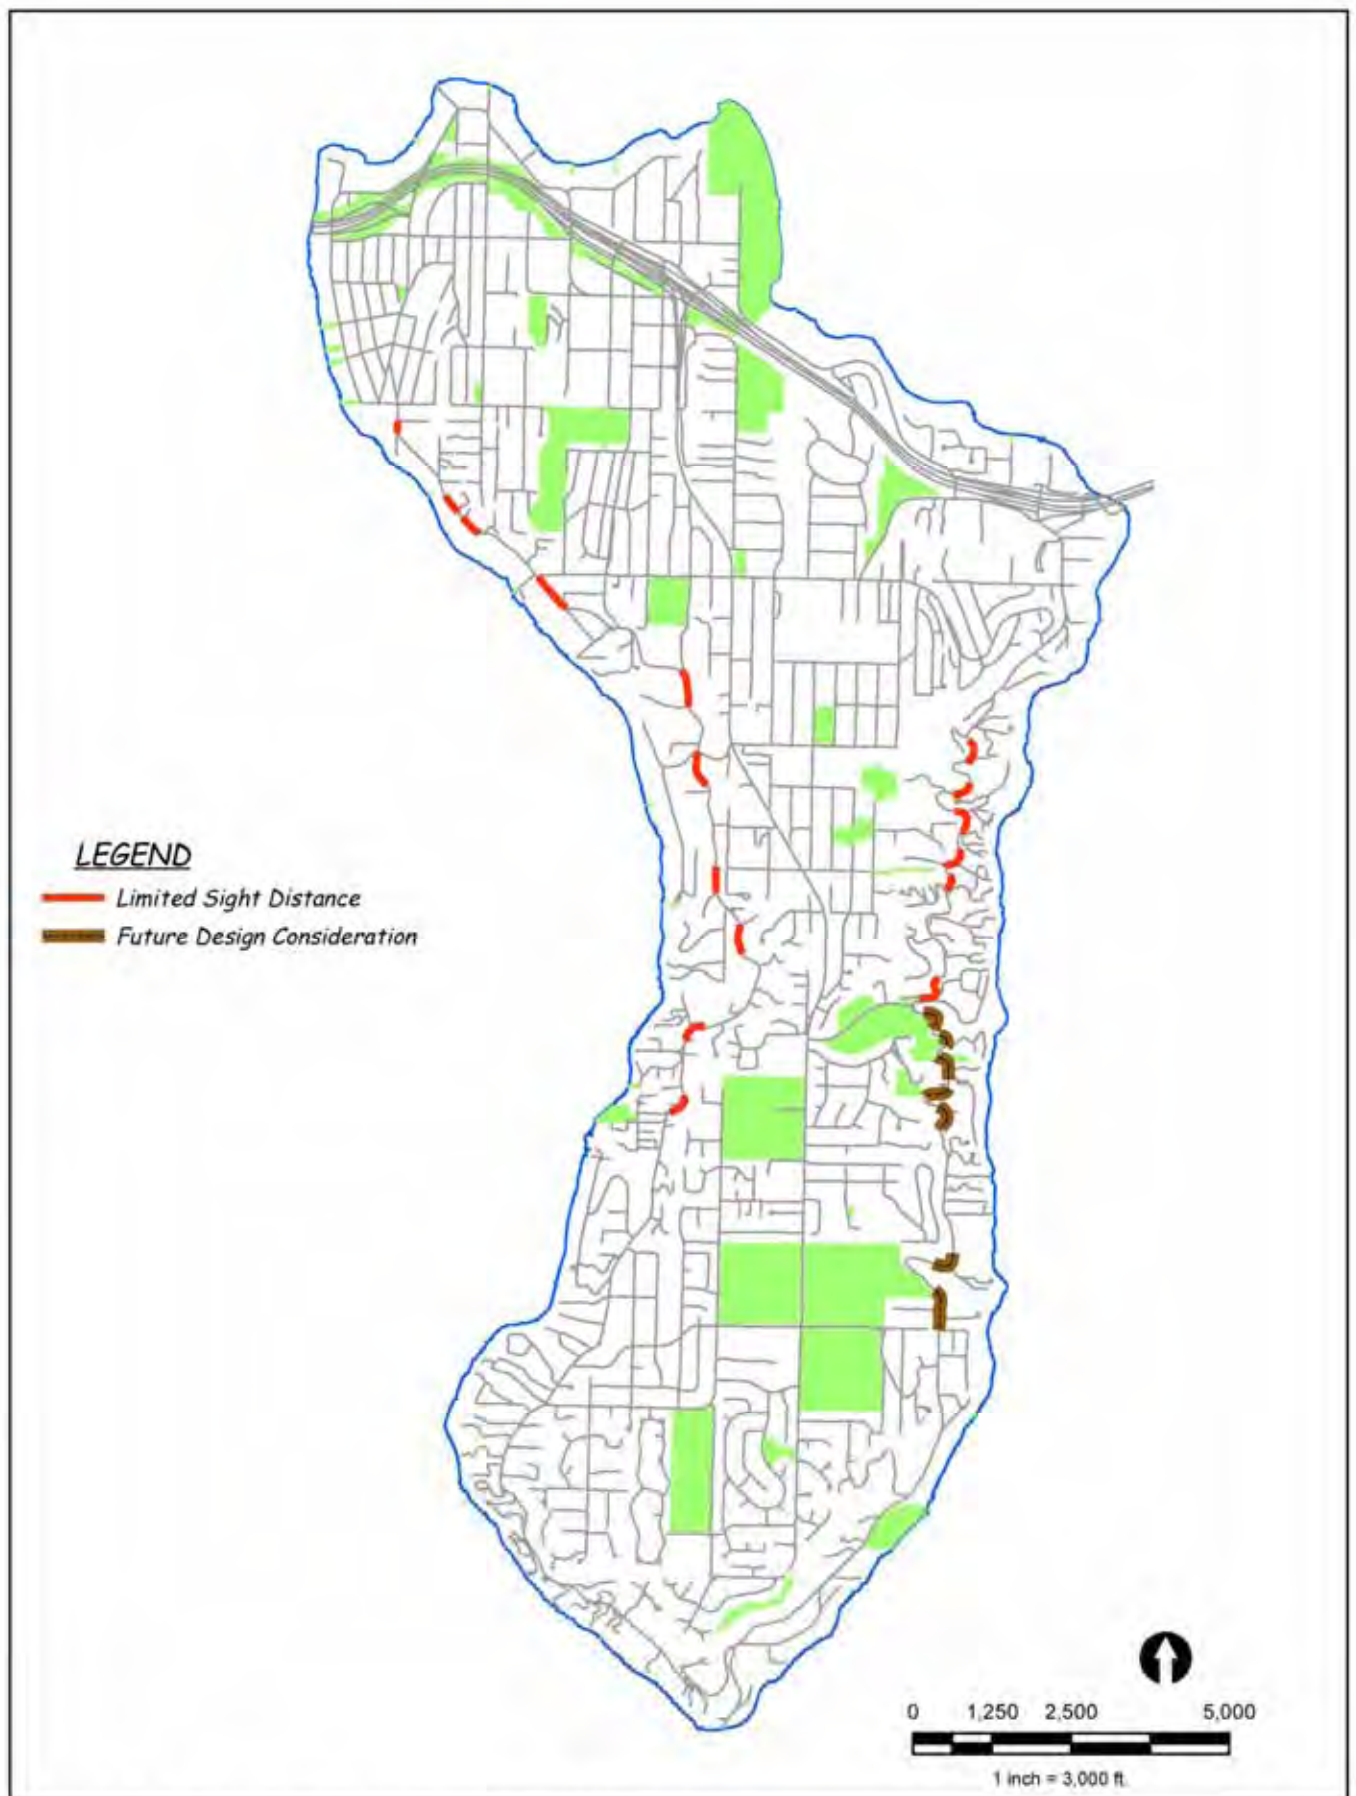 LEGEND
Limited Sight Distance
Future Design Consideration
0 1,250 2,500 5,000
1 inch = 3,000 ft.